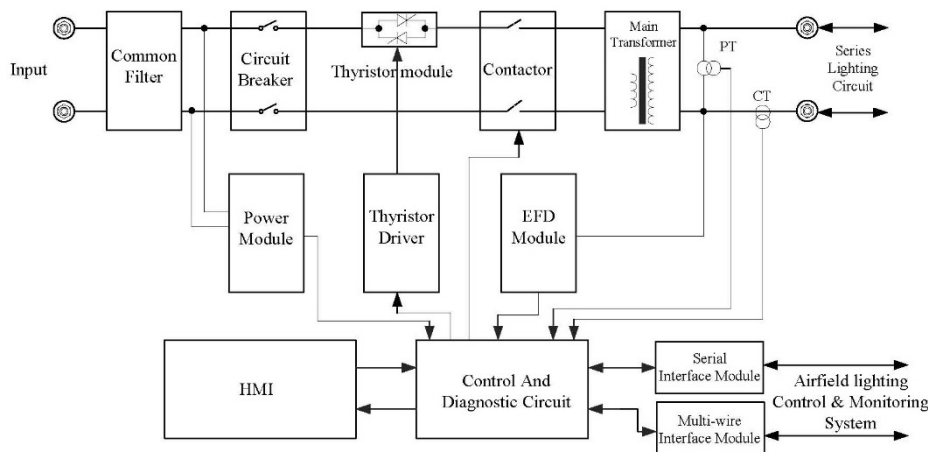 Input
Common
Filter
Circuit
Breaker
Thyristor module
Contactor
Main
Transformer
PT
CT
Series
Lighting
Circuit
Power
Module
Thyristor
Driver
EFD
Module
HMI
Control And
Diagnostic Circuit
Serial
Interface Module
Multi-wire
Interface Module
Airfield lighting
Control & Monitoring
System